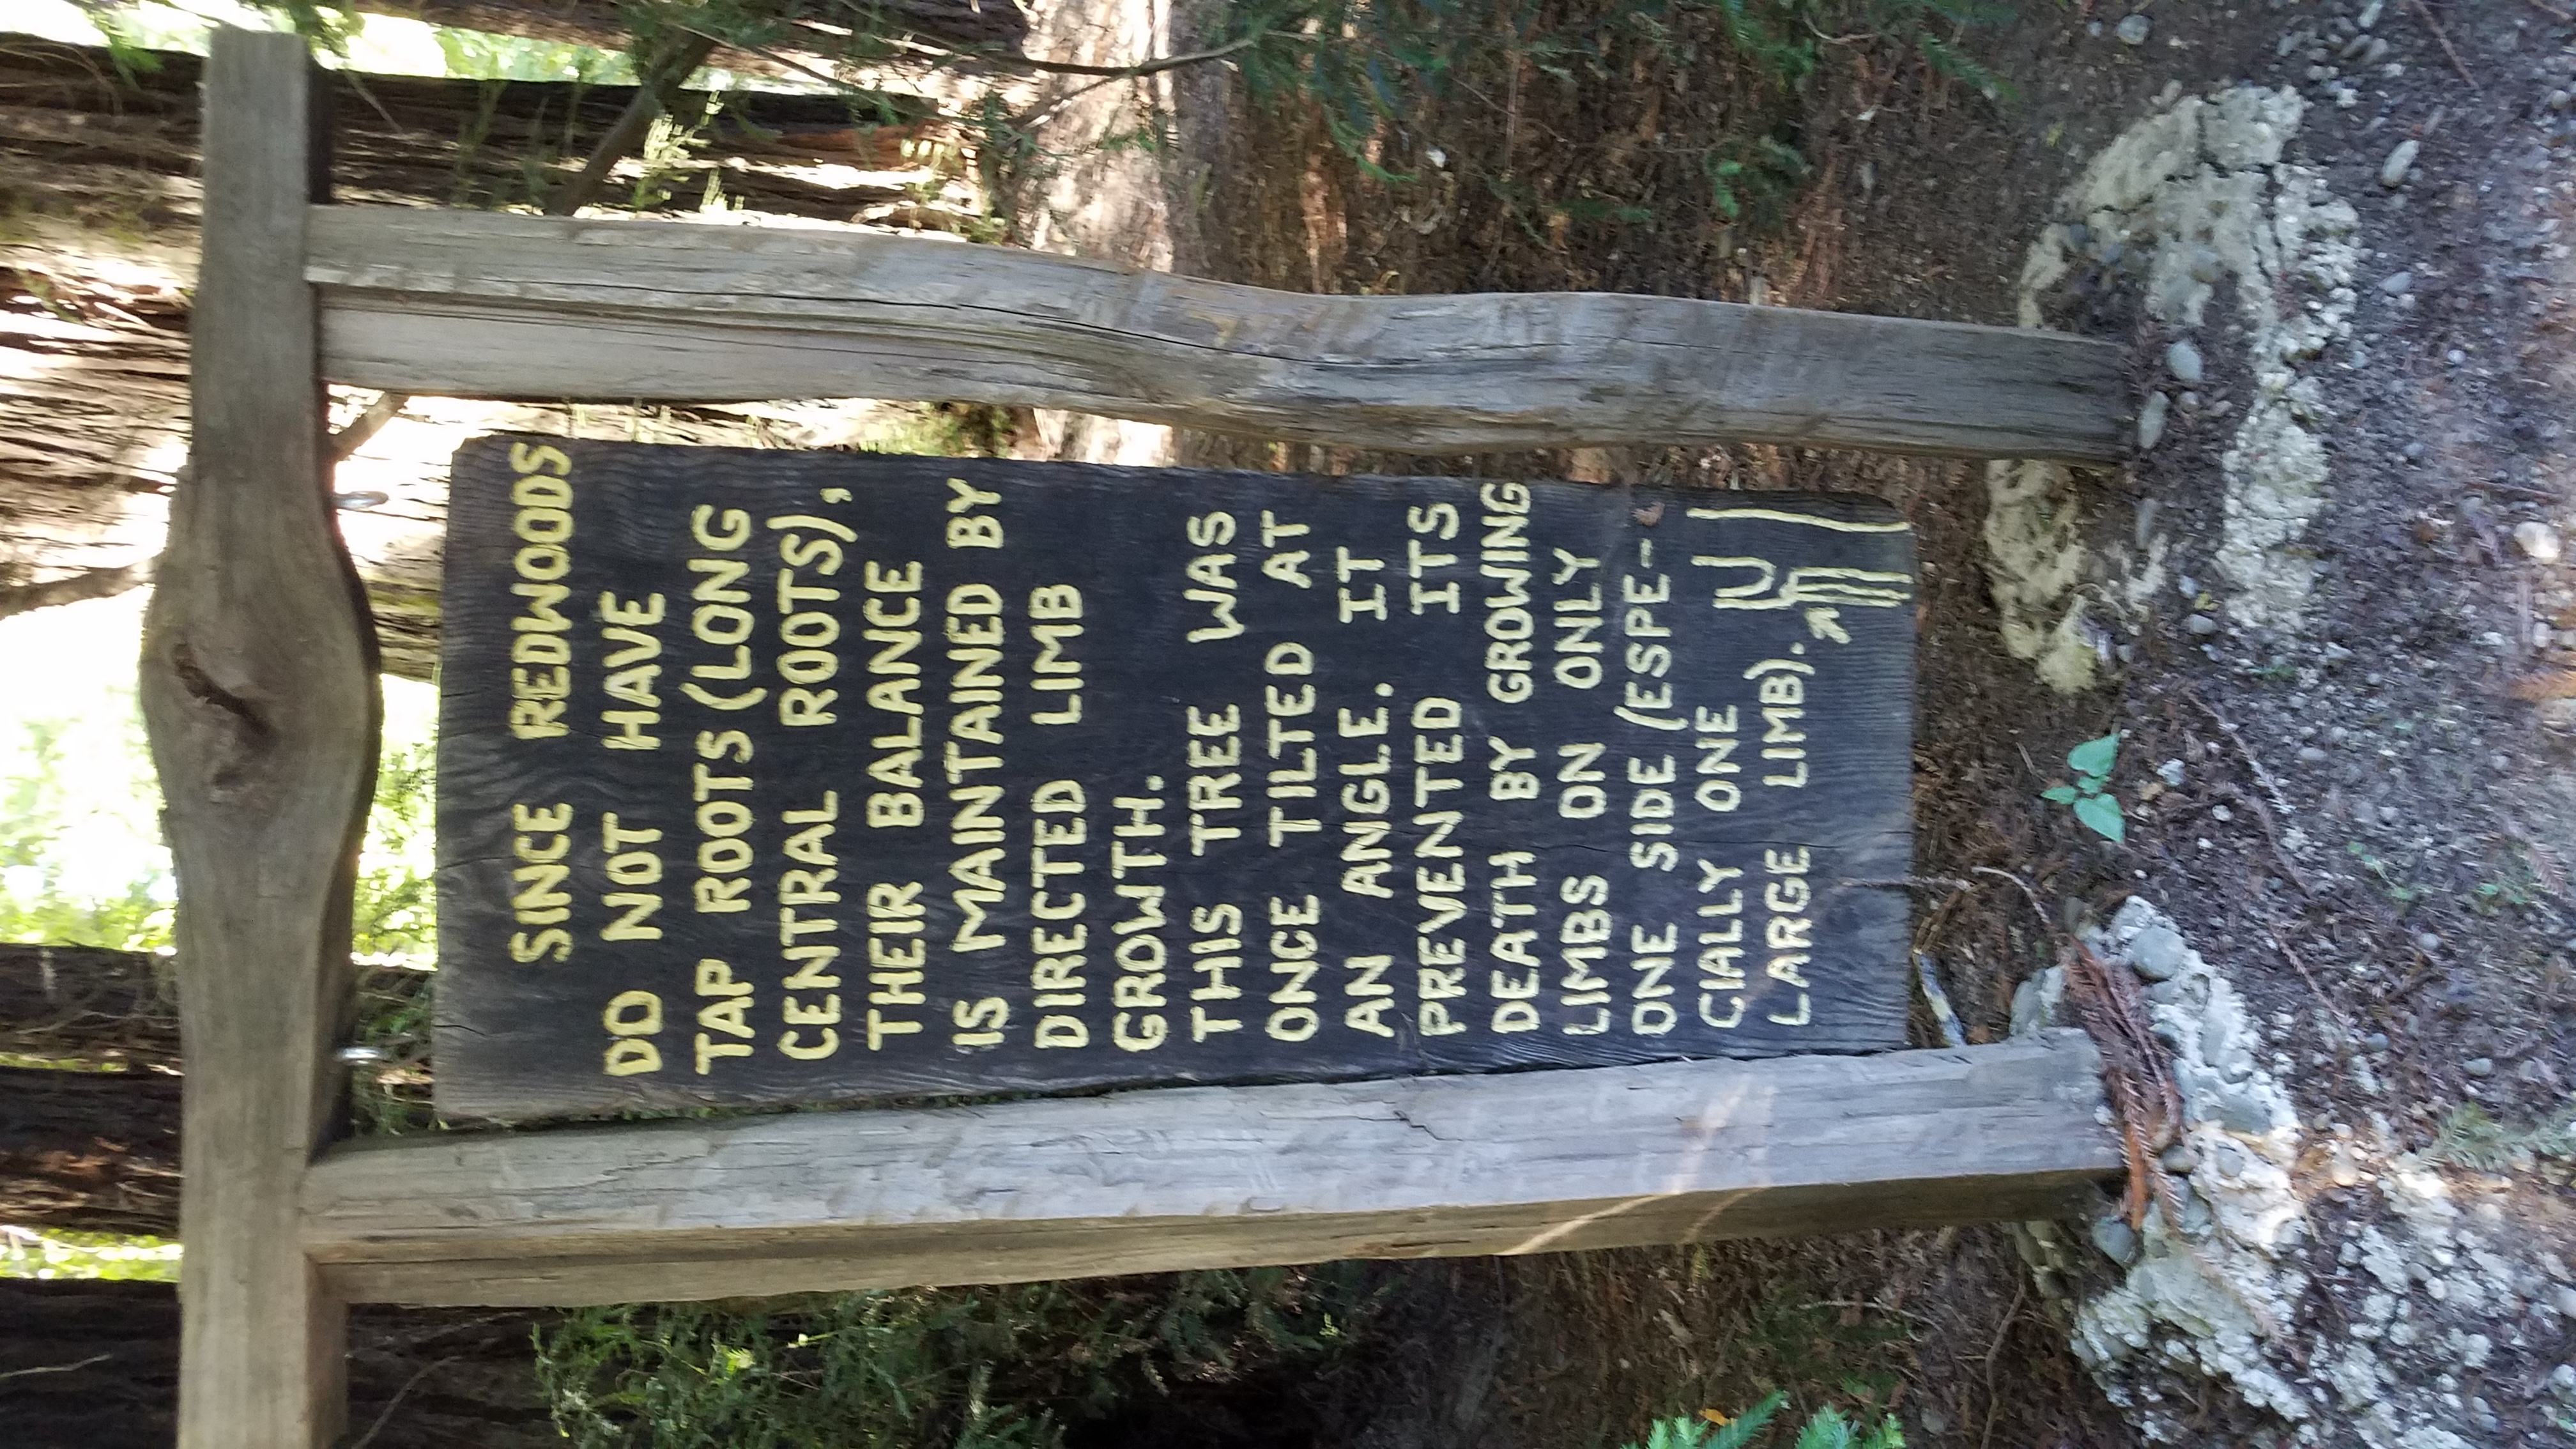 SINCE REDWOODS
DO NOT HAVE
TAP ROOTS (LONG
CENTRAL ROOTS),
THEIR BALANCE
IS MAINTAINED BY
DIRECTED LIMB
GROWTH.
THIS TREE WAS
ONCE TILTED AT
AN ANGLE. IT
PREVENTED ITS
DEATH BY GROWING
LIMBS ON ONLY
ONE SIDE (ESPE-
CIALLY ONE
LARGE LIMB).